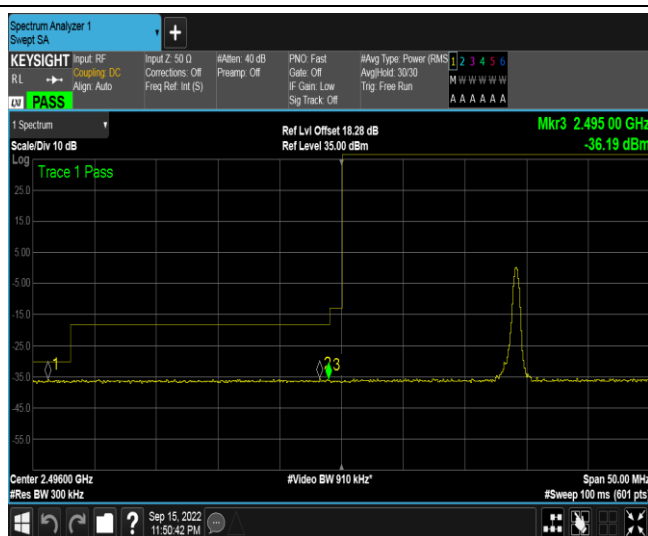 Spectrum Analyzer 1
Swept SA
+
KEYSIGHT
RL
LXI PASS
Input: RF
Coupling: DC
Align: Auto
Input Z: 50 Ω
Corrections: Off
Freq Ref: Int (S)
#Atten: 40 dB
Preamp: Off
PNO: Fast
Gate: Off
IF Gain: Low
Sig Track: Off
#Avg Type: Power (RMS
Avg|Hold: 30/30
Trig: Free Run
1 2 3 4 5 6
M W W W W W
A A A A A A
1 Spectrum
Scale/Div 10 dB
Ref Lvl Offset 18.28 dB
Ref Level 35.00 dBm
Mkr3 2.495 00 GHz
-36.19 dBm
Log
Trace 1 Pass
25.0
15.0
5.00
-5.00
-15.0
-25.0
-35.0
-45.0
-55.0
1
2
3
Center 2.49600 GHz
#Res BW 300 kHz
#Video BW 910 kHz*
Span 50.00 MHz
#Sweep 100 ms (601 pts)
?
Sep 15, 2022
11:50:42 PM